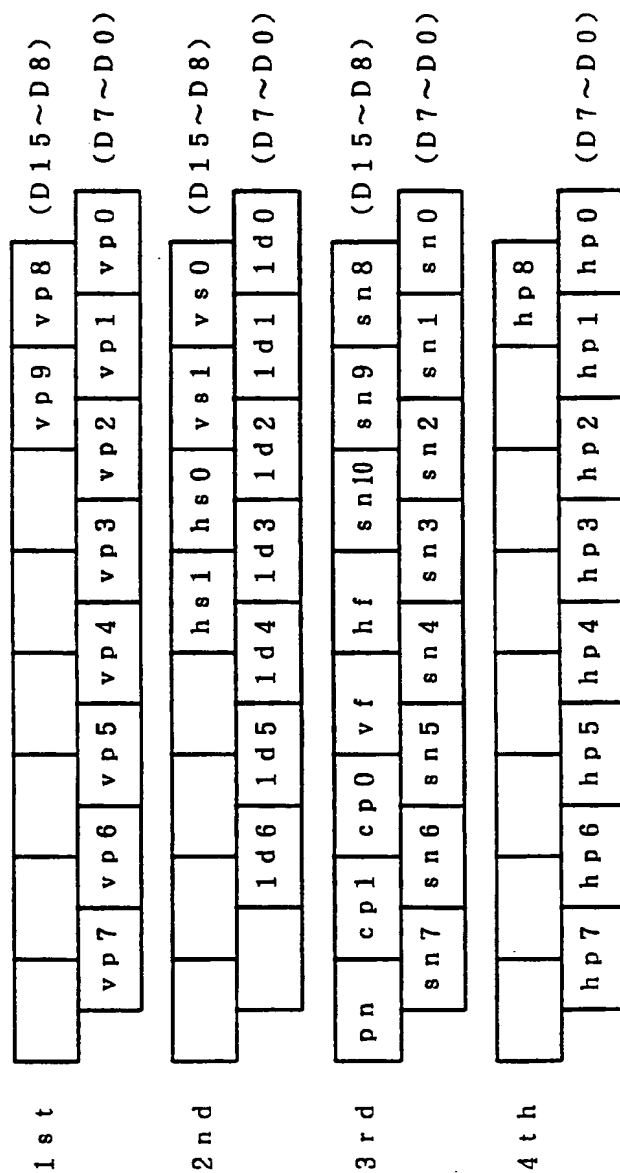 1st vp9 vp8 (D15~D8)
vp7 vp6 vp5 vp4 vp3 vp2 vp1 vp0 (D7~D0)
2nd hs1 hs0 vs1 vs0 (D15~D8)
ld6 ld5 ld4 ld3 ld2 ld1 ld0 (D7~D0)
3rd pn cp1 cp0 vf hf sn10 sn9 sn8 (D15~D8)
sn7 sn6 sn5 sn4 sn3 sn2 sn1 sn0 (D7~D0)
4th hp8
hp7 hp6 hp5 hp4 hp3 hp2 hp1 hp0 (D7~D0)